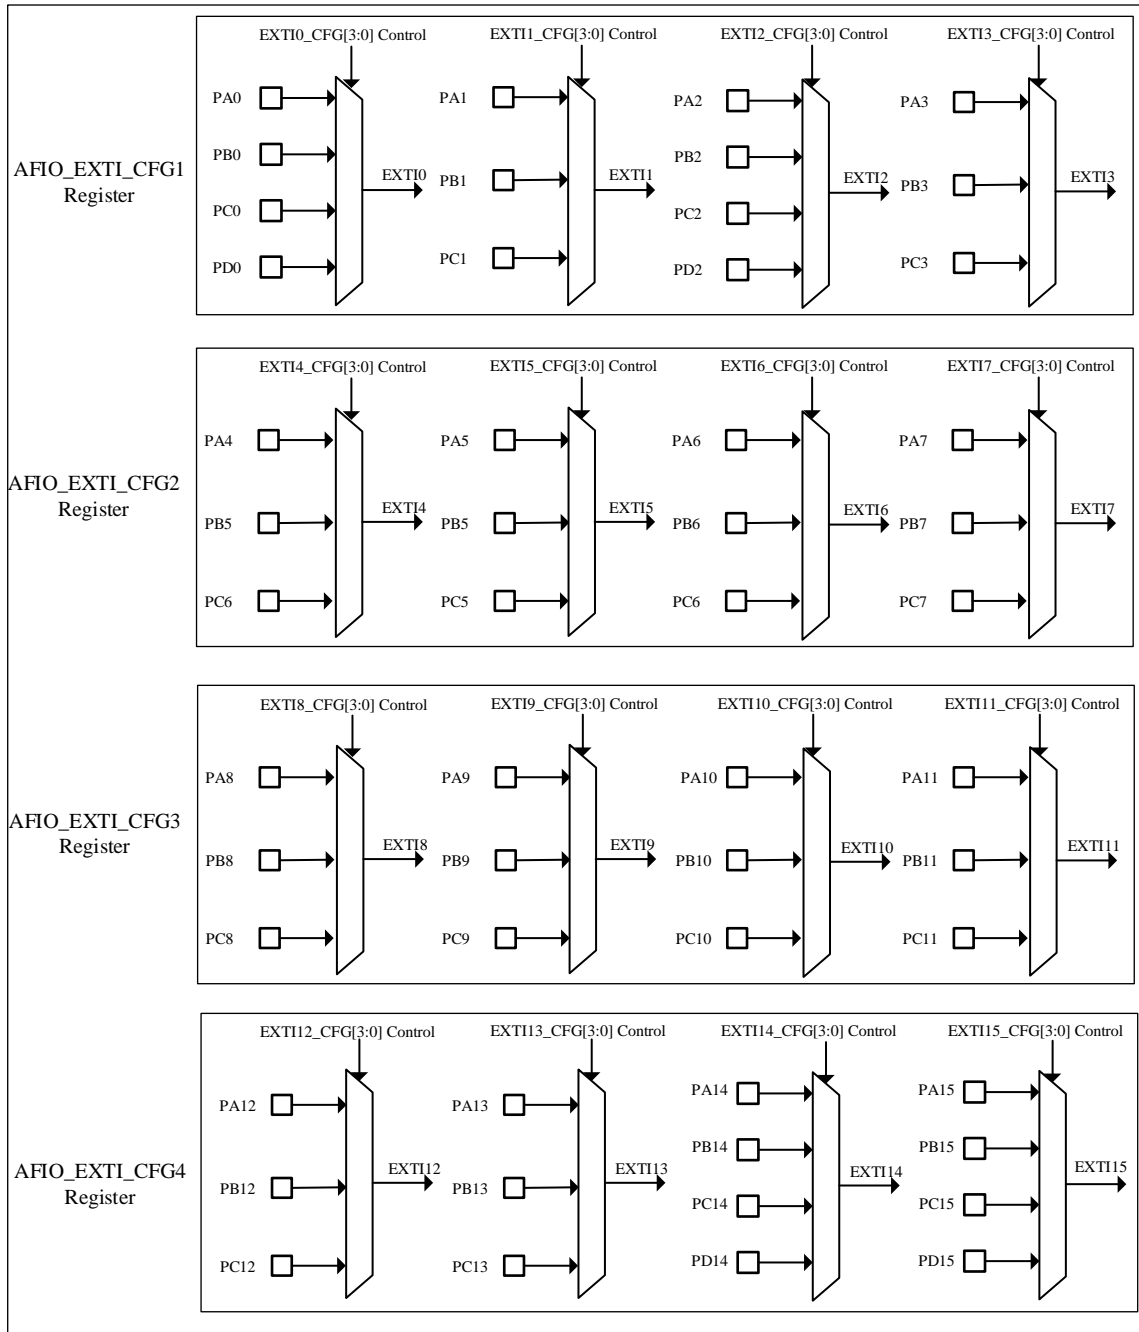 EXTI0_CFG[3:0] Control
EXTI1_CFG[3:0] Control
EXTI2_CFG[3:0] Control
EXTI3_CFG[3:0] Control
AFIO_EXTI_CFG1
Register
PA0
PB0
PC0
PD0
EXTI0
PA1
PB1
PC1
EXTI1
PA2
PB2
PC2
PD2
EXTI2
PA3
PB3
PC3
EXTI3
EXTI4_CFG[3:0] Control
EXTI5_CFG[3:0] Control
EXTI6_CFG[3:0] Control
EXTI7_CFG[3:0] Control
AFIO_EXTI_CFG2
Register
PA4
PB5
PC6
EXTI4
PA5
PB5
PC5
EXTI5
PA6
PB6
PC6
EXTI6
PA7
PB7
PC7
EXTI7
EXTI8_CFG[3:0] Control
EXTI9_CFG[3:0] Control
EXTI10_CFG[3:0] Control
EXTI11_CFG[3:0] Control
AFIO_EXTI_CFG3
Register
PA8
PB8
PC8
EXTI8
PA9
PB9
PC9
EXTI9
PA10
PB10
PC10
EXTI10
PA11
PB11
PC11
EXTI11
EXTI12_CFG[3:0] Control
EXTI13_CFG[3:0] Control
EXTI14_CFG[3:0] Control
EXTI15_CFG[3:0] Control
AFIO_EXTI_CFG4
Register
PA12
PB12
PC12
EXTI12
PA13
PB13
PC13
EXTI13
PA14
PB14
PC14
PD14
EXTI14
PA15
PB15
PC15
PD15
EXTI15